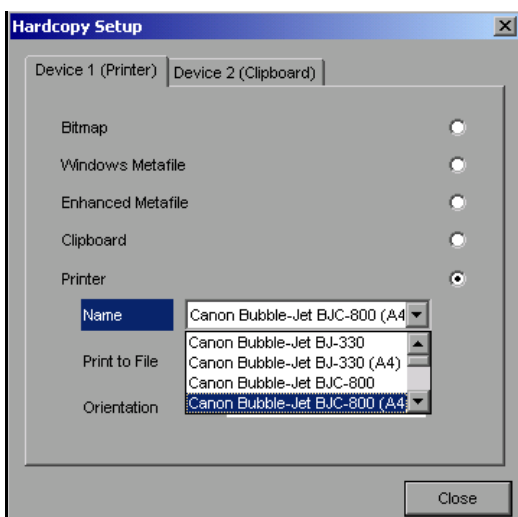 Hardcopy Setup
Device 1 (Printer) Device 2 (Clipboard)
Bitmap
Windows Metafile
Enhanced Metafile
Clipboard
Printer
Name Canon Bubble-Jet BJC-800 (A4
Canon Bubble-Jet BJ-330
Print to File Canon Bubble-Jet BJ-330 (A4)
Canon Bubble-Jet BJC-800
Orientation Canon Bubble-Jet BJC-800 (A4
Close